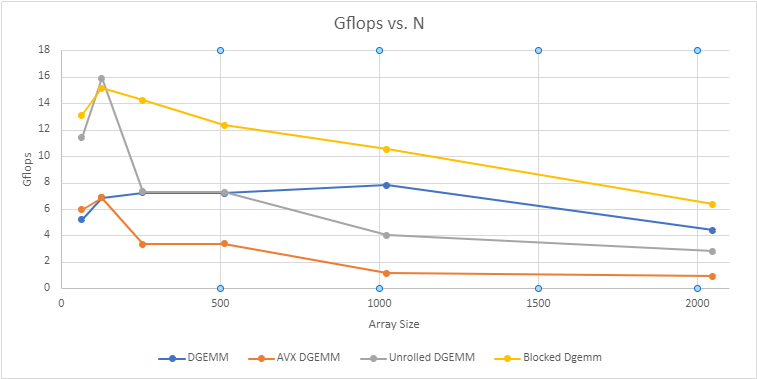 Gflops vs. N
18
16
14
12
10
8
6
4
2
0
Gflops
0 500 1000 1500 2000
Array Size
DGEMM AVX DGEMM Unrolled DGEMM Blocked Dgemm